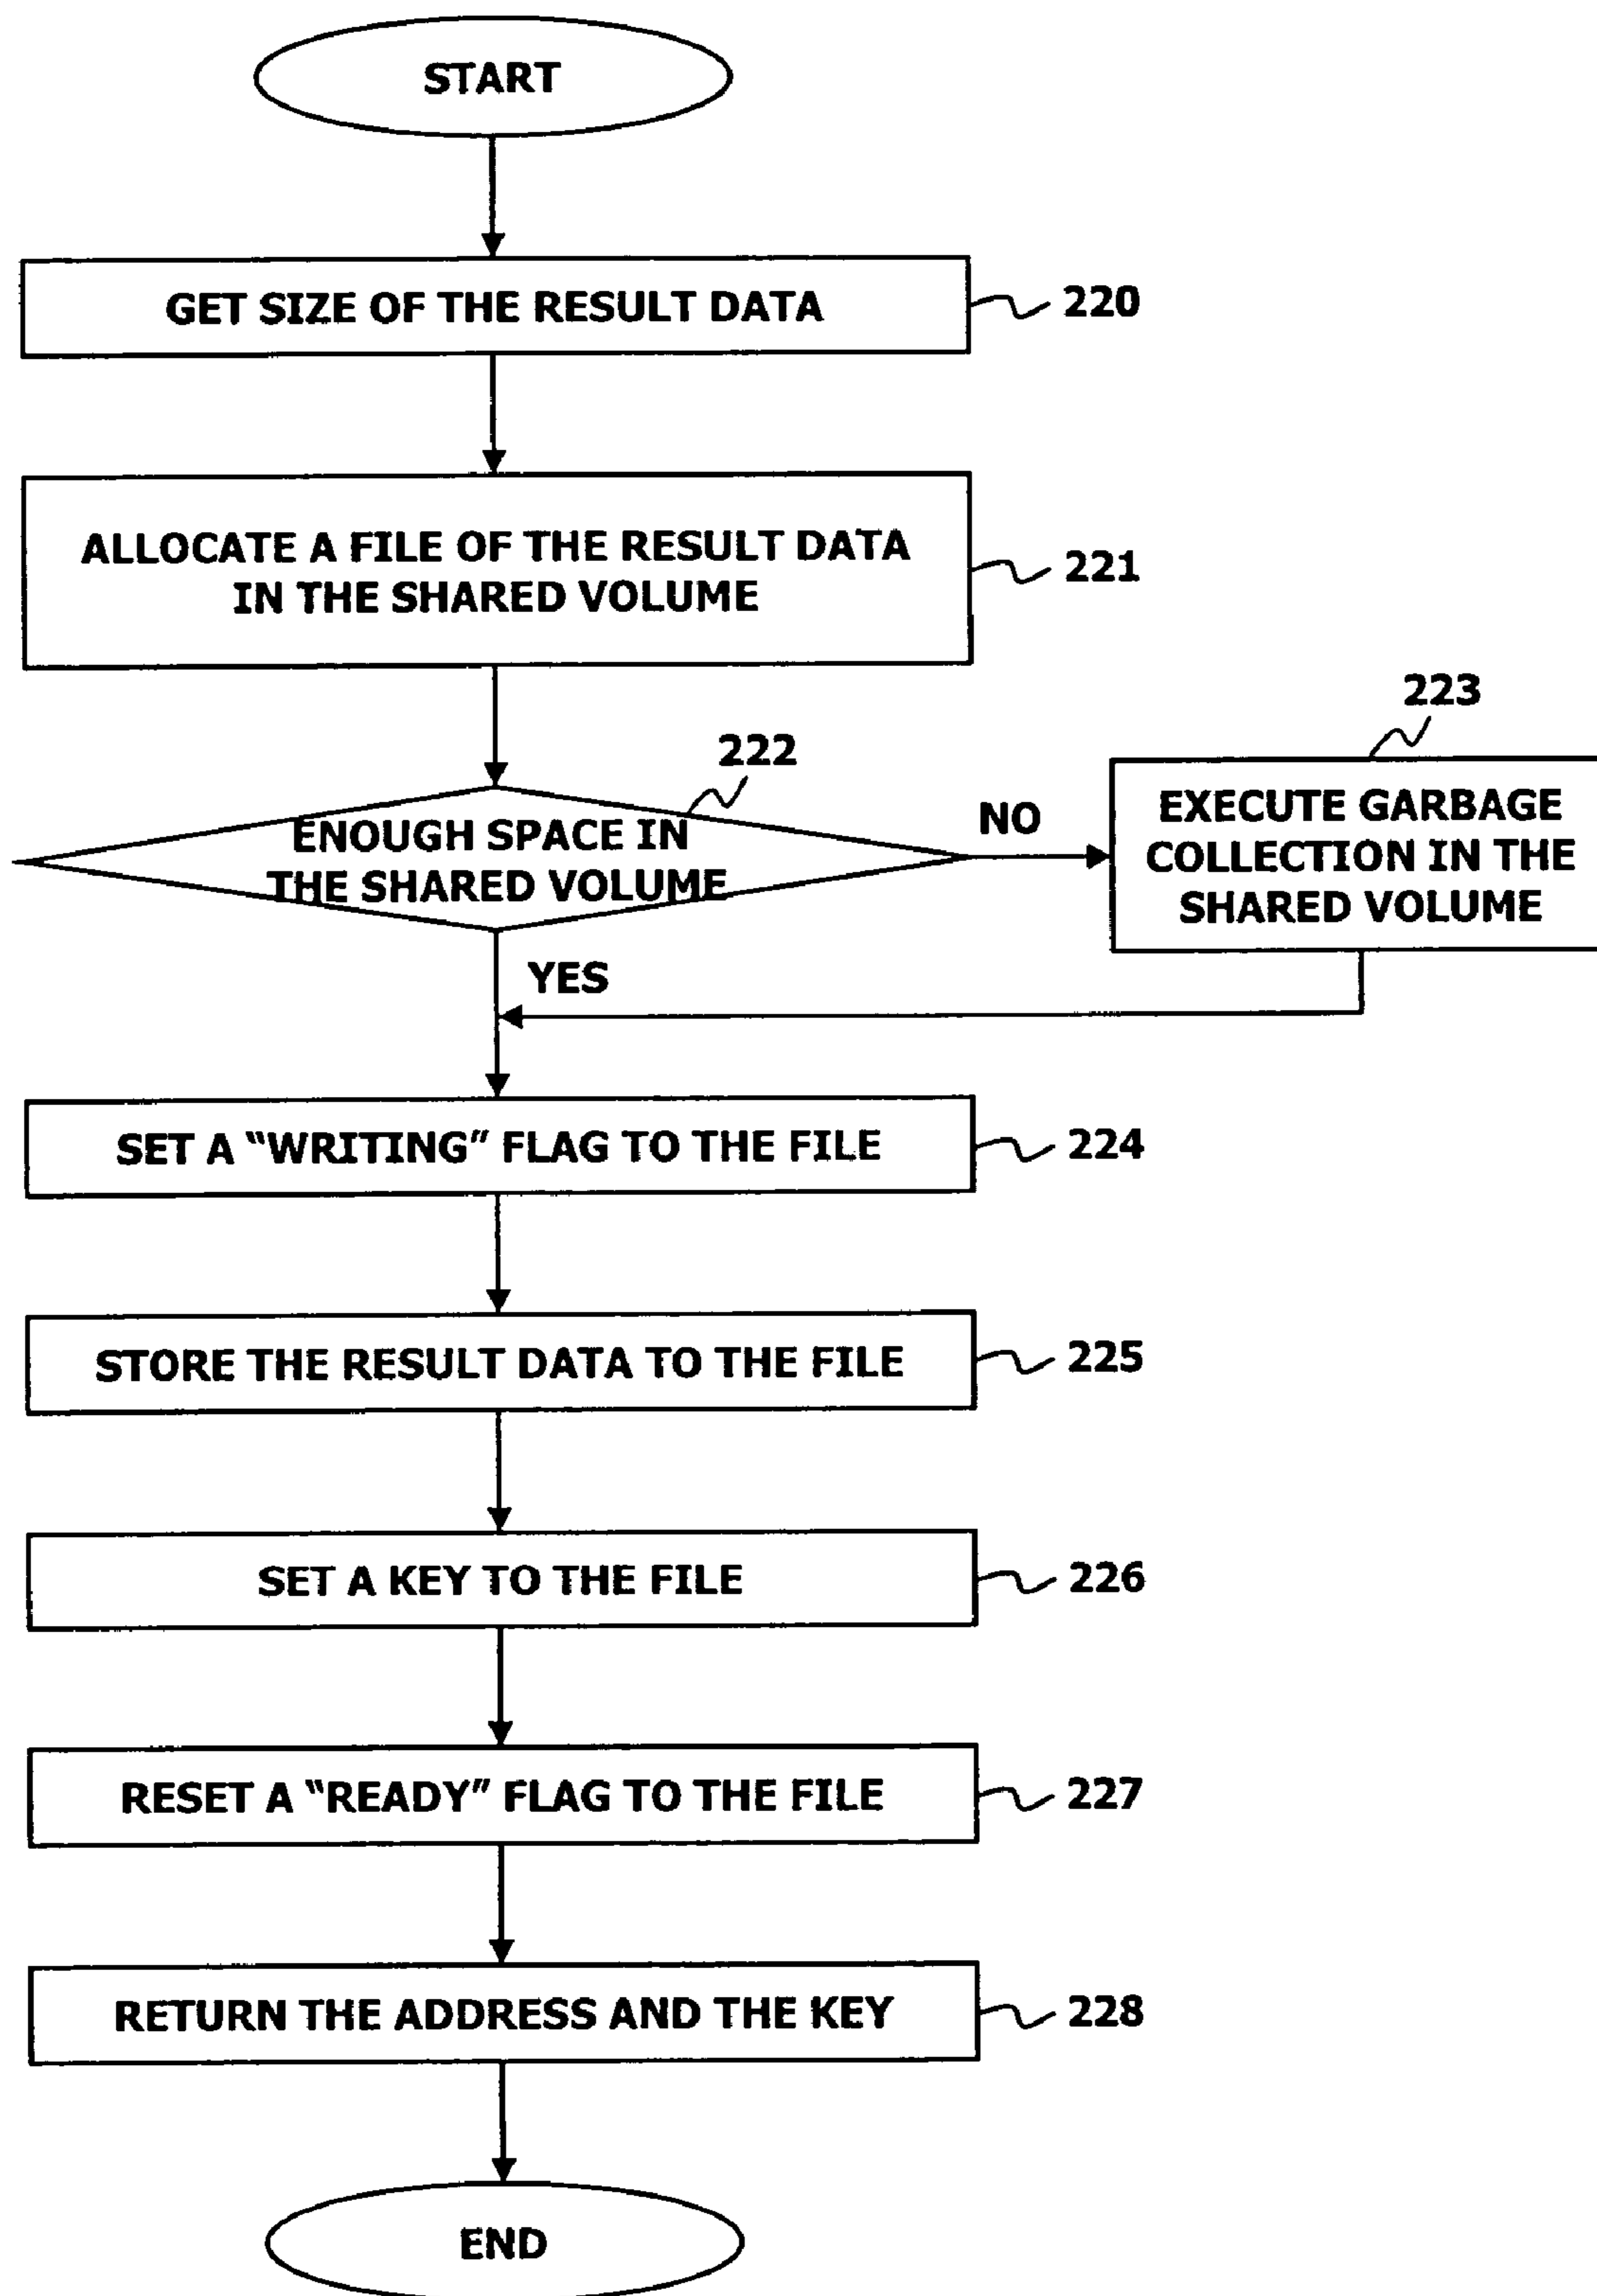 START
GET SIZE OF THE RESULT DATA
220
ALLOCATE A FILE OF THE RESULT DATA
IN THE SHARED VOLUME
221
222
ENOUGH SPACE IN
THE SHARED VOLUME
NO
223
EXECUTE GARBAGE
COLLECTION IN THE
SHARED VOLUME
YES
SET A “WRITING” FLAG TO THE FILE
224
STORE THE RESULT DATA TO THE FILE
225
SET A KEY TO THE FILE
226
RESET A “READY” FLAG TO THE FILE
227
RETURN THE ADDRESS AND THE KEY
228
END